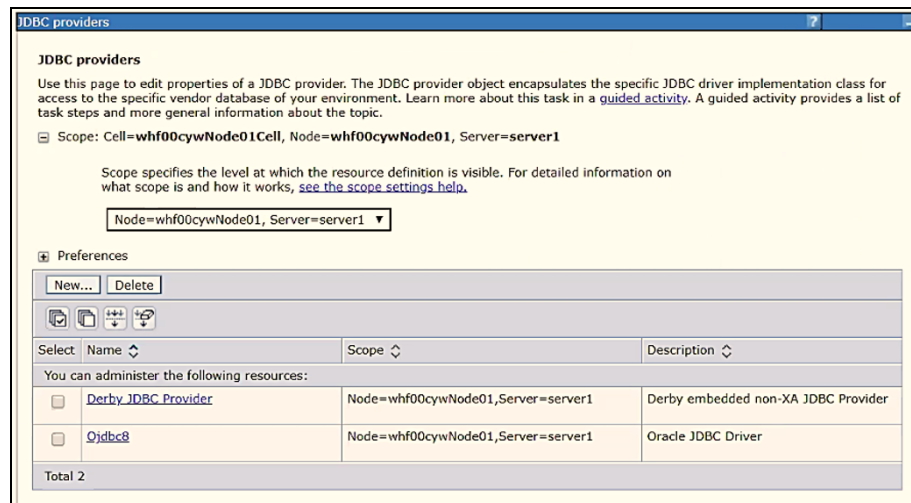 JDBC providers
?
JDBC providers
Use this page to edit properties of a JDBC provider. The JDBC provider object encapsulates the specific JDBC driver implementation class for
access to the specific vendor database of your environment. Learn more about this task in a guided activity. A guided activity provides a list of
task steps and more general information about the topic.
Scope: Cell=whf00cywNode01Cell, Node=whf00cywNode01, Server=server1
Scope specifies the level at which the resource definition is visible. For detailed information on
what scope is and how it works, see the scope settings help.
Node=whf00cywNode01, Server=server1
Preferences
New... Delete
Select Name Scope Description
You can administer the following resources:
Derby JDBC Provider Node=whf00cywNode01,Server=server1 Derby embedded non-XA JDBC Provider
Ojdbc8 Node=whf00cywNode01,Server=server1 Oracle JDBC Driver
Total 2